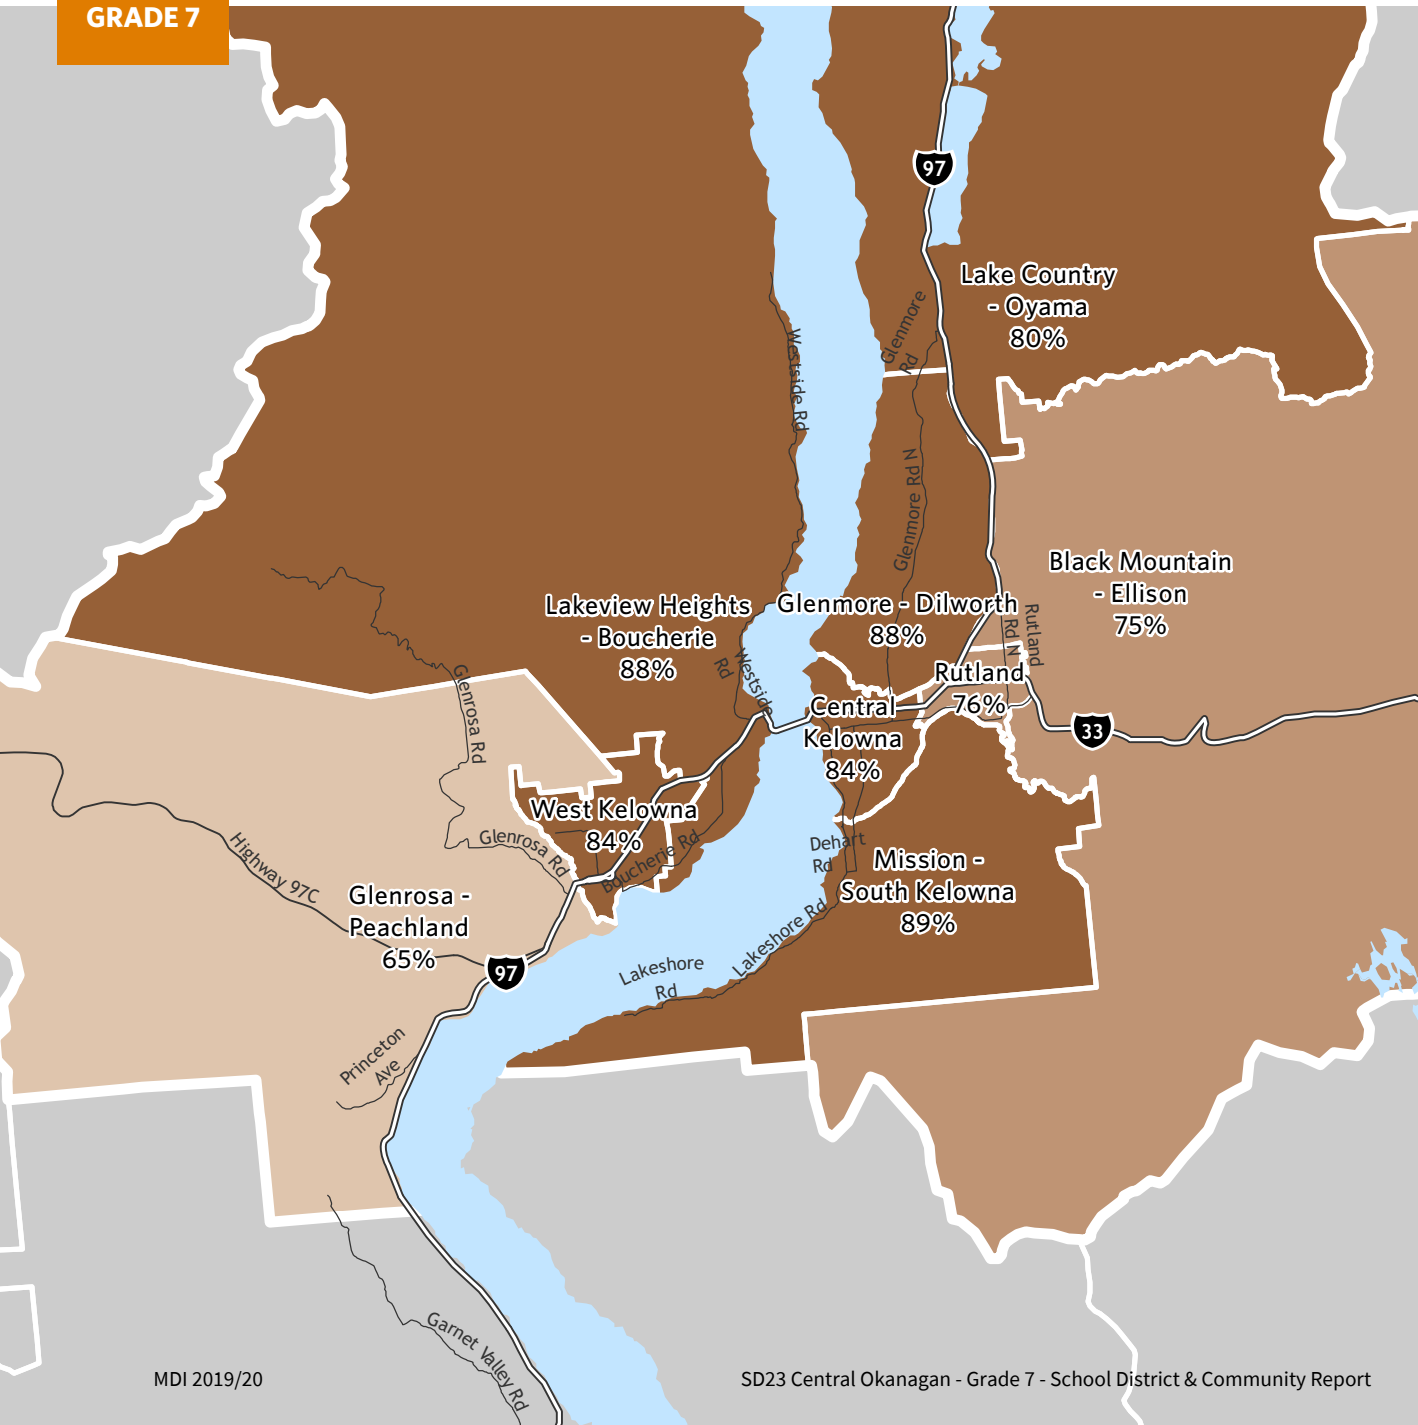 GRADE 7
97
Lake Country
- Oyama
80%
Glenmore
Rd
Westside Rd
Glenmore Rd N
Black Mountain
- Ellison
75%
Lakeview Heights
- Boucherie
88%
Glenmore - Dilworth
88%
Rutland
Rd N
Westside
Rd
Rutland
76%
Glenrosa Rd
Central
Kelowna
84%
33
West Kelowna
84%
Glenrosa Rd
Boucherie Rd
Dehart
Rd
Mission -
South Kelowna
89%
Highway 97C
Glenrosa -
Peachland
65%
97
Lakeshore Rd
Lakeshore
Rd
Princeton
Ave
Garnet Valley Rd
MDI 2019/20
SD23 Central Okanagan - Grade 7 - School District & Community Report